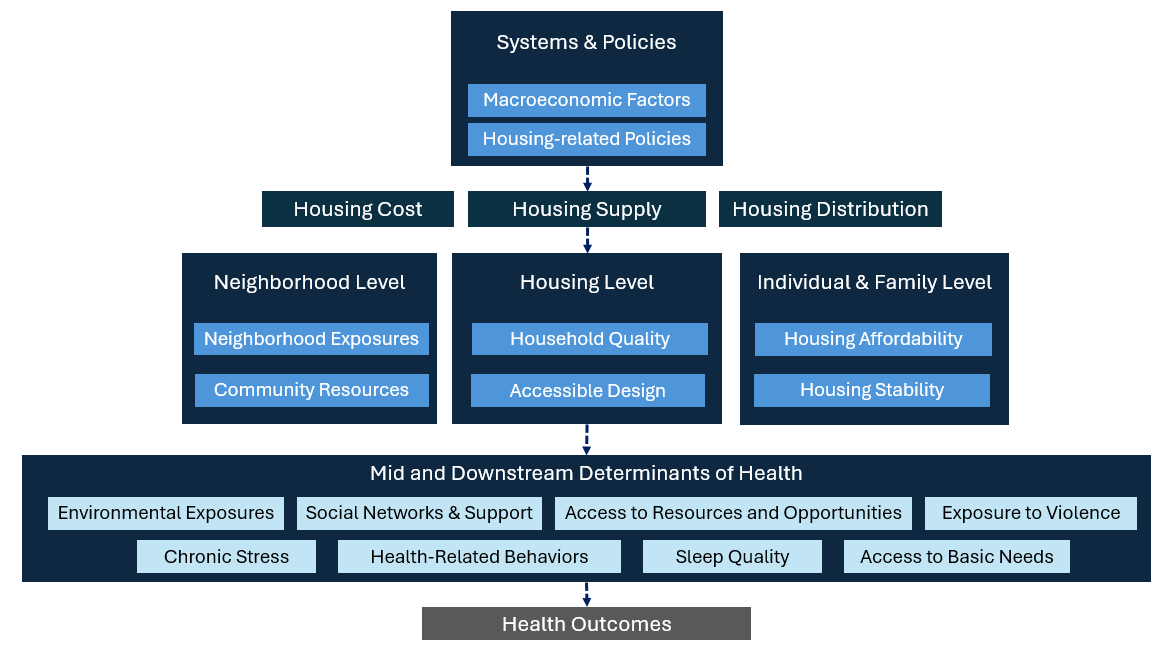 Systems & Policies
Macroeconomic Factors
Housing-related Policies
Housing Cost
Housing Supply
Housing Distribution
Neighborhood Level
Neighborhood Exposures
Community Resources
Housing Level
Household Quality
Accessible Design
Individual & Family Level
Housing Affordability
Housing Stability
Mid and Downstream Determinants of Health
Environmental Exposures
Social Networks & Support
Access to Resources and Opportunities
Exposure to Violence
Chronic Stress
Health-Related Behaviors
Sleep Quality
Access to Basic Needs
Health Outcomes